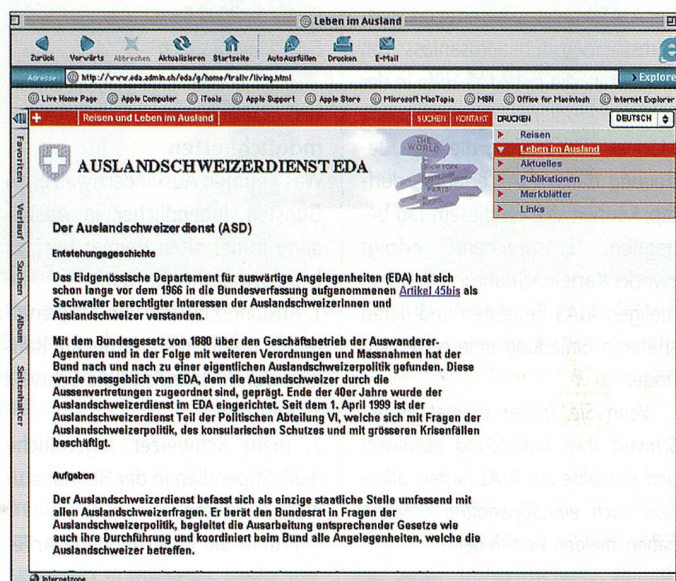 Leben im Ausland
Zurück Vorwärts Abbrechen Aktualisieren Startseite AutoAusfüllen Drucken E-Mail
Adresse http://www.eda.admin.ch/eda/g/home/traliv/living.html Explore
Live Home Page Apple Computer iTools Apple Support Apple Store Microsoft MacTopia MSN Office for Macintosh Internet Explorer
Reisen und Leben im Ausland SUCHEN KONTAKT DRUCKEN DEUTSCH
Reisen
Leben im Ausland
Aktuelles
Publikationen
Merkblätter
Links
Favoriten
Verlauf
Suchen
Album
Seitenhalter
THE WORLD
NEW YORK
PARIS
AUSLANDSCHWEIZERDIENST EDA
Der Auslandschweizerdienst (ASD)
Entstehungsgeschichte
Das Eidgenössische Departement für auswärtige Angelegenheiten (EDA) hat sich
schon lange vor dem 1966 in die Bundesverfassung aufgenommenen Artikel 45bis als
Sachwalter berechtigter Interessen der Auslandschweizerinnen und
Auslandschweizer verstanden.
Mit dem Bundesgesetz von 1880 über den Geschäftsbetrieb der Auswanderer-
Agenturen und in der Folge mit weiteren Verordnungen und Massnahmen hat der
Bund nach und nach zu einer eigentlichen Auslandschweizerpolitik gefunden. Diese
wurde massgeblich vom EDA, dem die Auslandschweizer durch die
Aussenvertretungen zugeordnet sind, geprägt. Ende der 40er Jahre wurde der
Auslandschweizerdienst im EDA eingerichtet. Seit dem 1. April 1999 ist der
Auslandschweizerdienst Teil der Politischen Abteilung VI, welche sich mit Fragen der
Auslandschweizerpolitik, des konsularischen Schutzes und mit grösseren Krisenfällen
beschäftigt.
Aufgaben
Der Auslandschweizerdienst befasst sich als einzige staatliche Stelle umfassend mit
allen Auslandschweizerfragen. Er berät den Bundesrat in Fragen der
Auslandschweizerpolitik, begleitet die Ausarbeitung entsprechender Gesetze wie
auch ihre Durchführung und koordiniert beim Bund alle Angelegenheiten, welche die
Auslandschweizer betreffen.
Internetzone